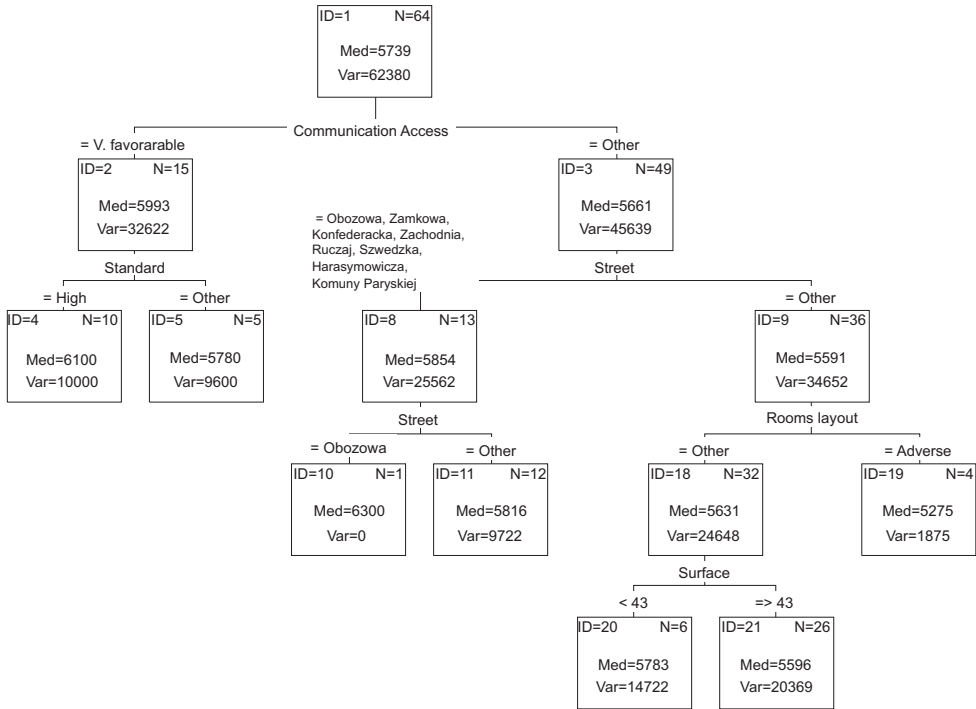 ID=1 N=64
Med=5739
Var=62380
Communication Access
= V. favorarable
ID=2 N=15
Med=5993
Var=32622
= Other
ID=3 N=49
Med=5661
Var=45639
Standard
= High
ID=4 N=10
Med=6100
Var=10000
= Other
ID=5 N=5
Med=5780
Var=9600
Street
= Obozowa, Zamkowa,
Konfederacka, Zachodnia,
Ruczaj, Szwedzka,
Harasymowicza,
Komuny Paryskiej
ID=8 N=13
Med=5854
Var=25562
= Other
ID=9 N=36
Med=5591
Var=34652
Street
= Obozowa
ID=10 N=1
Med=6300
Var=0
= Other
ID=11 N=12
Med=5816
Var=9722
Rooms layout
= Other
ID=18 N=32
Med=5631
Var=24648
= Adverse
ID=19 N=4
Med=5275
Var=1875
Surface
< 43
ID=20 N=6
Med=5783
Var=14722
=> 43
ID=21 N=26
Med=5596
Var=20369